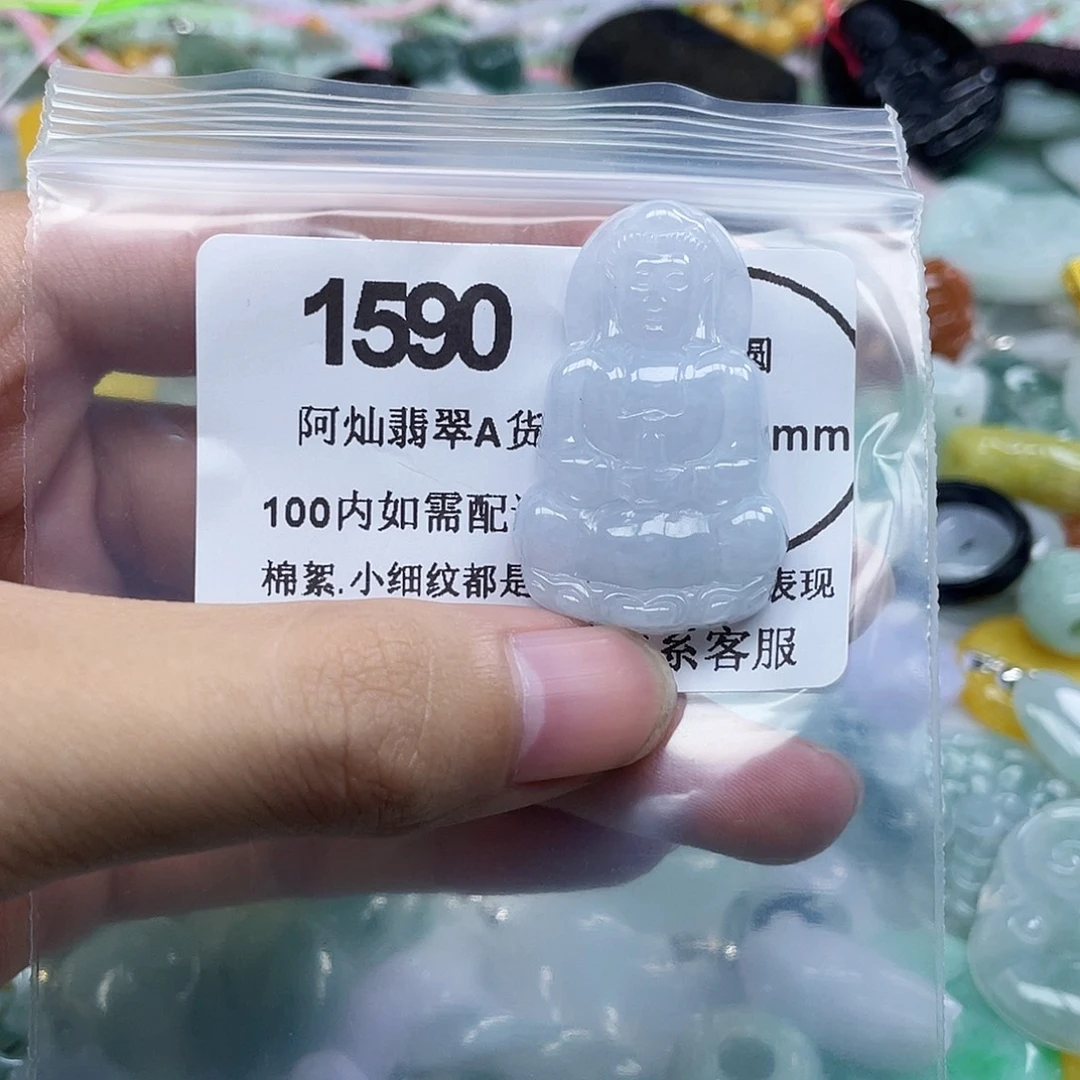 1590
圆
阿灿翡翠A货
mm
100内如需配
棉絮.小细纹都是 表现
系客服